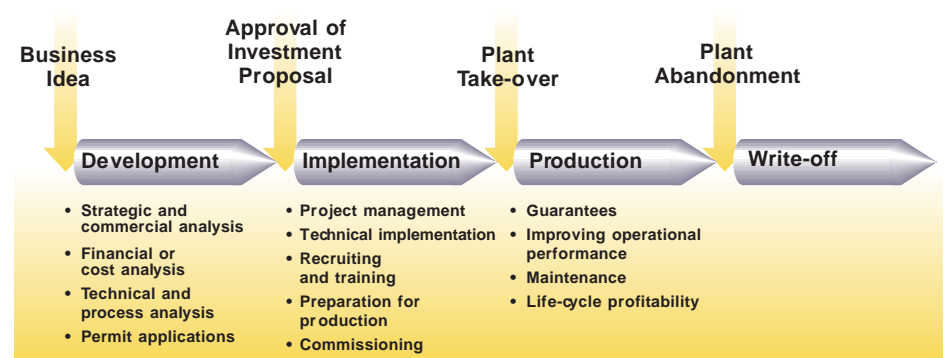 Business
Idea
Approval of
Investment
Proposal
Plant
Take-over
Plant
Abandonment
Development
Implementation
Production
Write-off
• Strategic and
commercial analysis
• Financial or
cost analysis
• Technical and
process analysis
• Permit applications
• Project management
• Technical implementation
• Recruiting
and training
• Preparation for
production
• Commissioning
• Guarantees
• Improving operational
performance
• Maintenance
• Life-cycle profitability